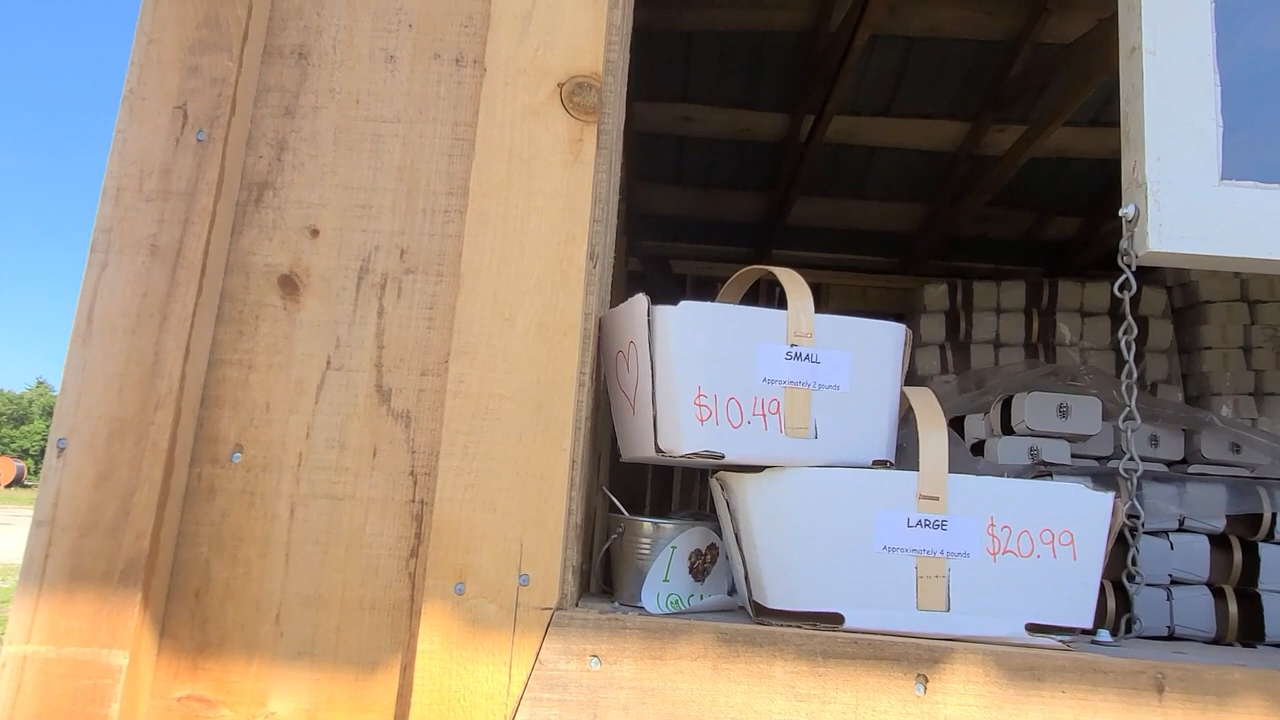 SMALL
Approximately 2 pounds
$10.49
LARGE
Approximately 4 pounds
$20.99
I